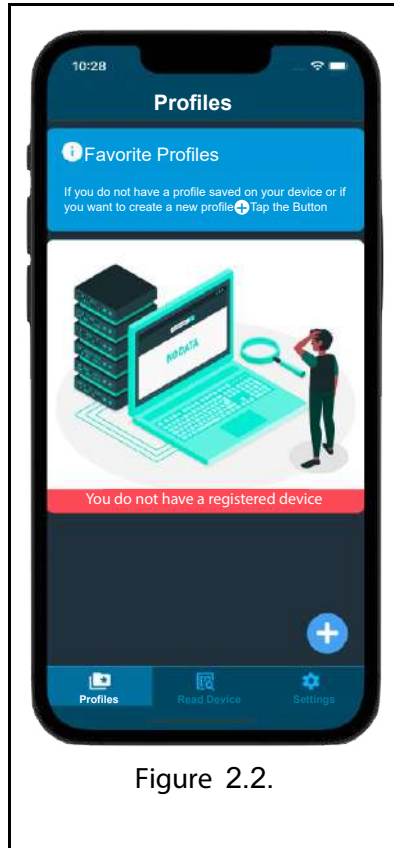 10:28
Profiles
Favorite Profiles
If you do not have a profile saved on your device or if
you want to create a new profile Tap the Button
NO DATA
You do not have a registered device
Profiles
Read Device
Settings
Figure 2.2.